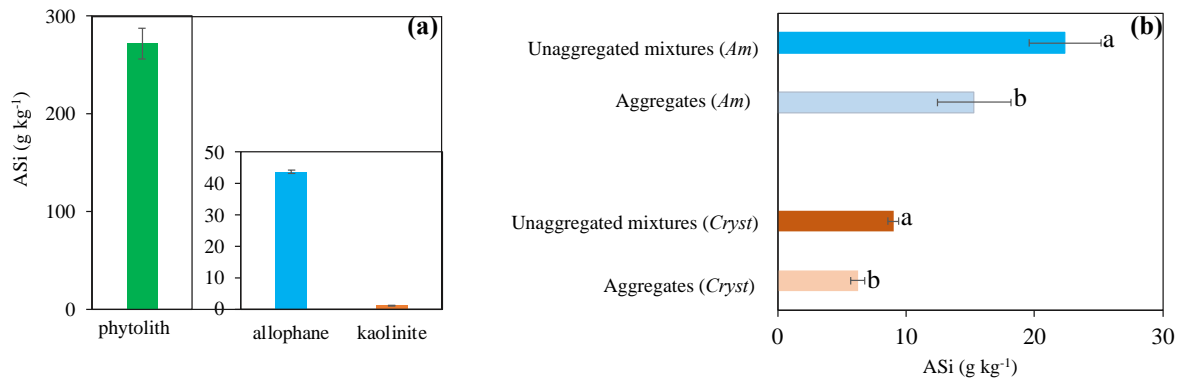 (a)
300
200
100
0
ASi (g kg⁻¹)
50
40
30
20
10
0
phytolith
allophane
kaolinite
(b)
Unaggregated mixtures (Am)
a
Aggregates (Am)
b
Unaggregated mixtures (Cryst)
a
Aggregates (Cryst)
b
0 10 20 30
ASi (g kg⁻¹)